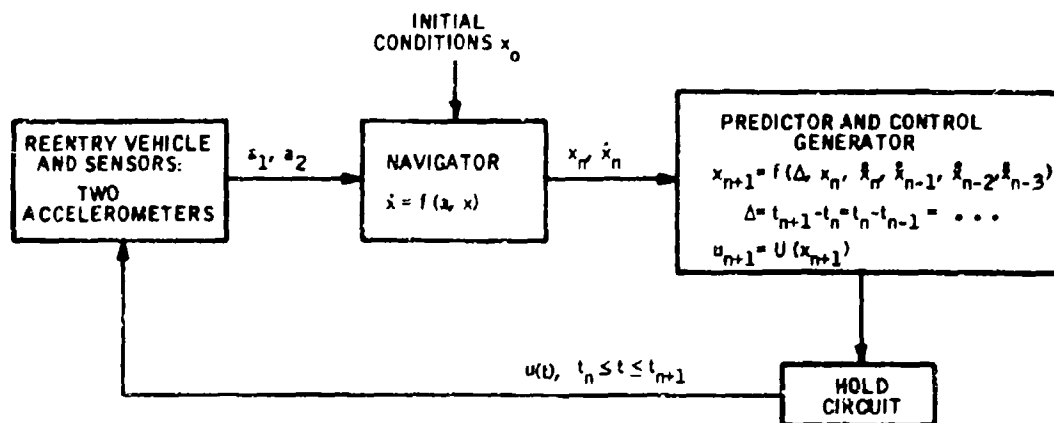 INITIAL
CONDITIONS x₀
REENTRY VEHICLE
AND SENSORS:
TWO
ACCELEROMETERS
a₁, a₂
NAVIGATOR
ẋ = f (a, x)
xₙ, ẋₙ
PREDICTOR AND CONTROL
GENERATOR
xₙ₊₁ = f (Δ, xₙ, ẋₙ, ẋₙ₋₁, ẋₙ₋₂, ẋₙ₋₃)
Δ = tₙ₊₁ - tₙ = tₙ - tₙ₋₁ = • • •
uₙ₊₁ = U (xₙ₊₁)
u(t), tₙ ≤ t ≤ tₙ₊₁
HOLD
CIRCUIT